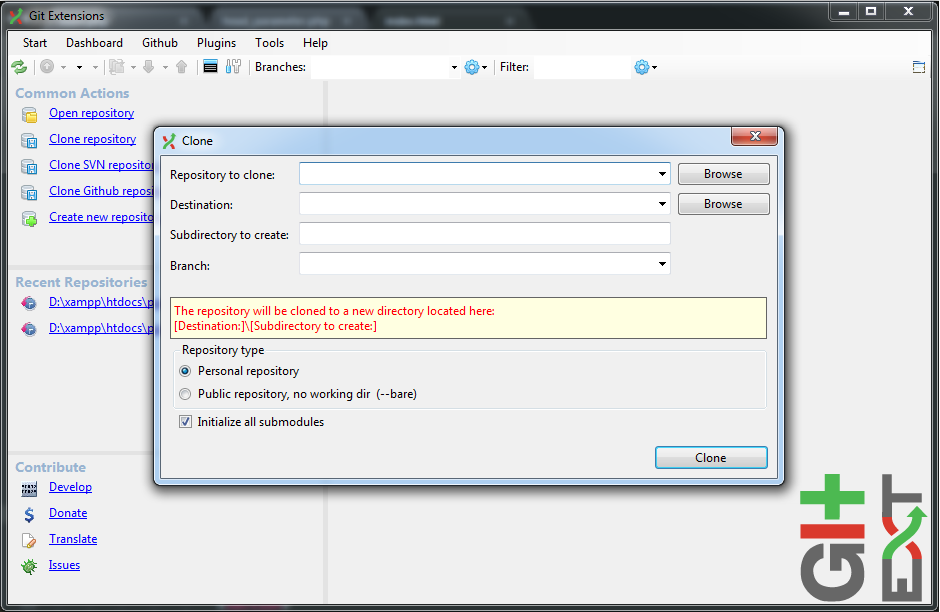 Git Extensions
Start Dashboard Github Plugins Tools Help
Branches: Filter:
Common Actions
Open repository
Clone repository
Clone SVN reposito
Clone Github reposi
Create new reposito
Recent Repositories
D:\xampp\htdocs\p
D:\xampp\htdocs\p
Contribute
Develop
Donate
Translate
Issues
Clone
Repository to clone: Browse
Destination: Browse
Subdirectory to create:
Branch:
The repository will be cloned to a new directory located here:
[Destination:]\[Subdirectory to create:]
Repository type
Personal repository
Public repository, no working dir (--bare)
Initialize all submodules
Clone
GIT
EXT